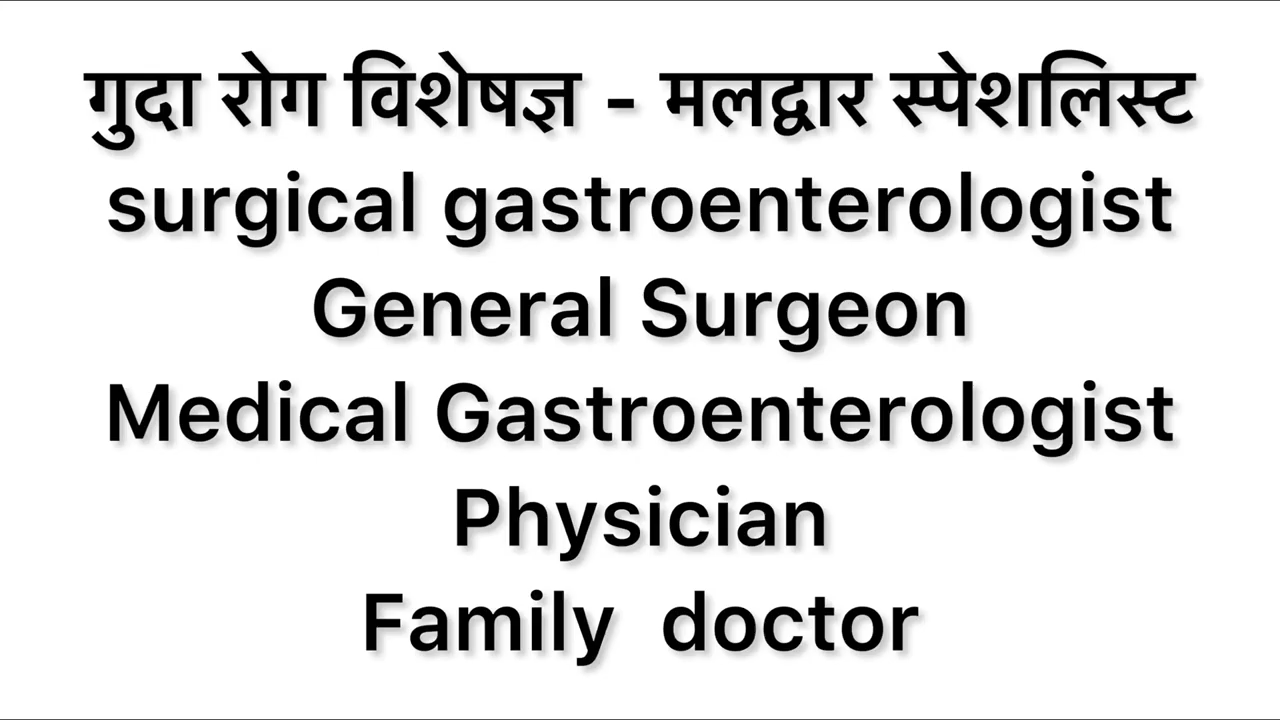 गुदा रोग विशेषज्ञ - मलद्वार स्पेशलिस्ट
surgical gastroenterologist
General Surgeon
Medical Gastroenterologist
Physician
Family doctor